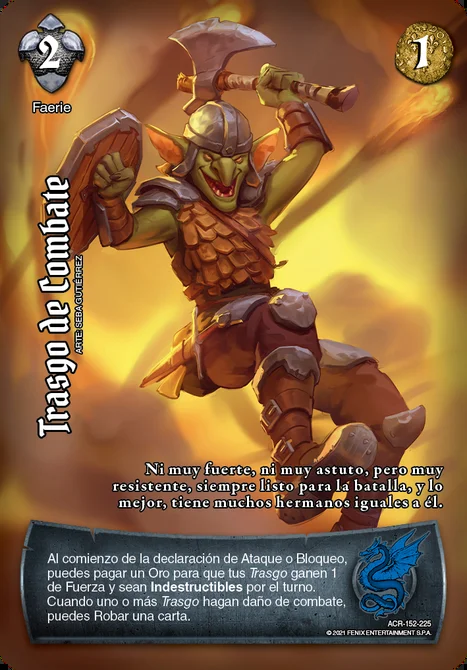 2
1
Faerie
Trasgo de Combate
ARTE: SEBA GUTIÉRREZ
Ni muy fuerte, ni muy astuto, pero muy
resistente, siempre listo para la batalla, y lo
mejor, tiene muchos hermanos iguales a él.
Al comienzo de la declaración de Ataque o Bloqueo,
puedes pagar un Oro para que tus Trasgo ganen 1
de Fuerza y sean Indestructibles por el turno.
Cuando uno o más Trasgo hagan daño de combate,
puedes Robar una carta.
ACR-152-225
© 2021 FENIX ENTERTAINMENT S.P.A.